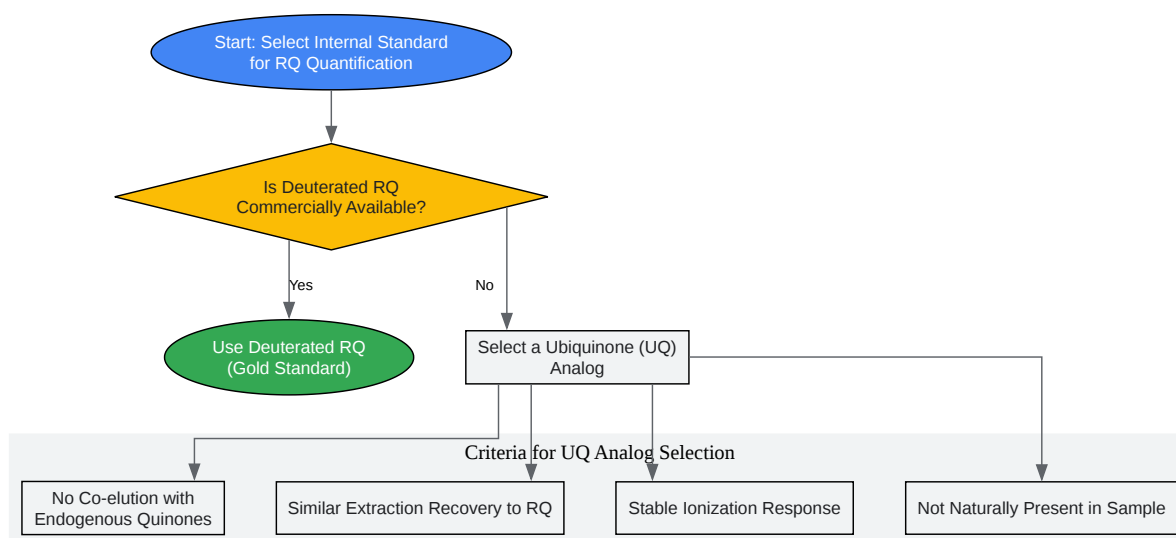 Start: Select Internal Standard
for RQ Quantification
Is Deuterated RQ
Commercially Available?
Yes
No
Use Deuterated RQ
(Gold Standard)
Select a Ubiquinone (UQ)
Analog
Criteria for UQ Analog Selection
No Co-elution with
Endogenous Quinones
Similar Extraction Recovery to RQ
Stable Ionization Response
Not Naturally Present in Sample